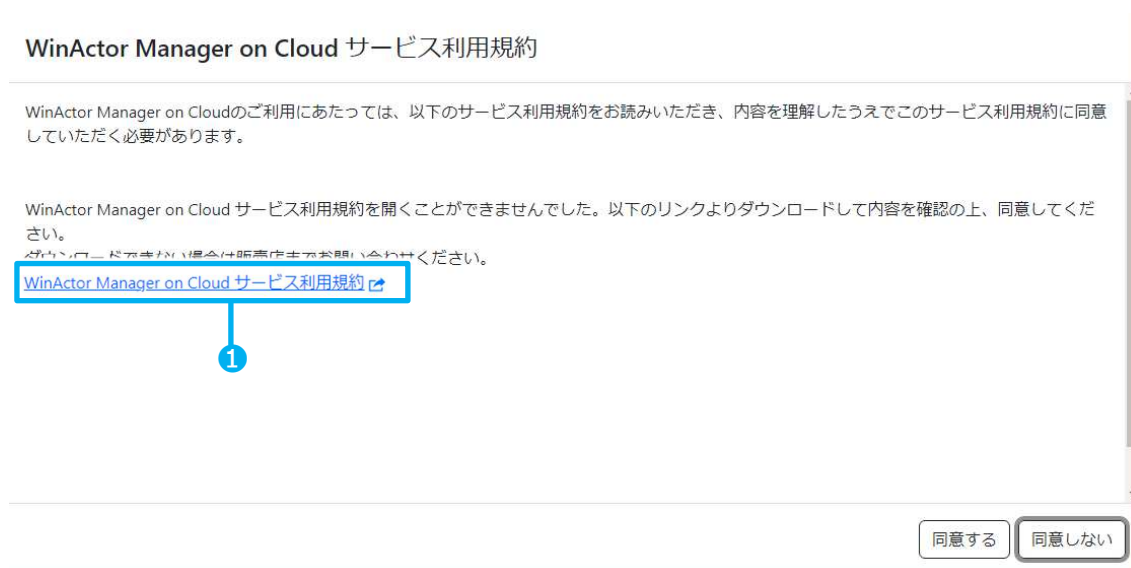 WinActor Manager on Cloud サービス利用規約
WinActor Manager on Cloudのご利用にあたっては、以下のサービス利用規約をお読みいただき、内容を理解したうえでこのサービス利用規約に同意
していただく必要があります。
WinActor Manager on Cloud サービス利用規約を開くことができませんでした。以下のリンクよりダウンロードして内容を確認の上、同意してくだ
さい。
ダウンロードできない場合は販売店までお問い合わせください。
WinActor Manager on Cloud サービス利用規約
1
同意する 同意しない